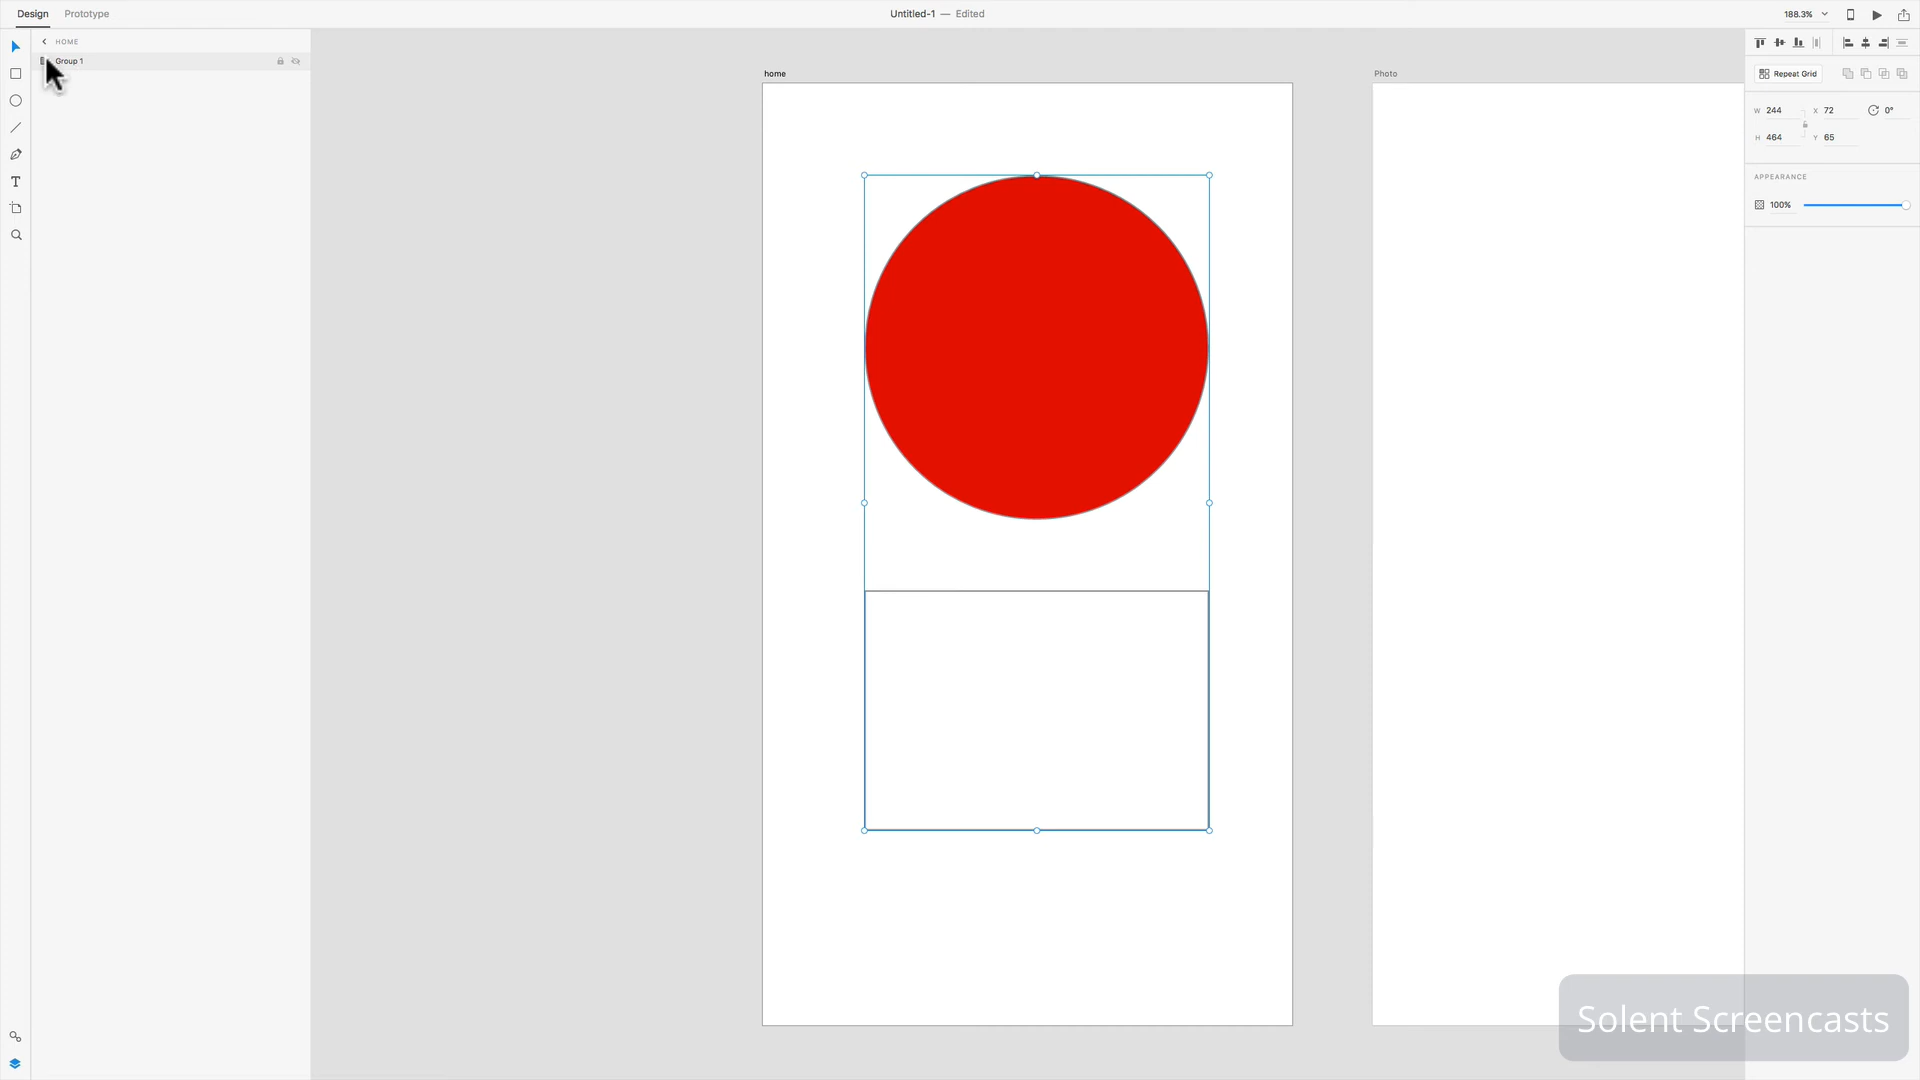 Design
Prototype
Untitled-1 — Edited
188.3%
HOME
Group 1
home
Photo
Repeat Grid
W 244
X 72
0°
H 464
Y 65
APPEARANCE
100%
Solent Screencasts